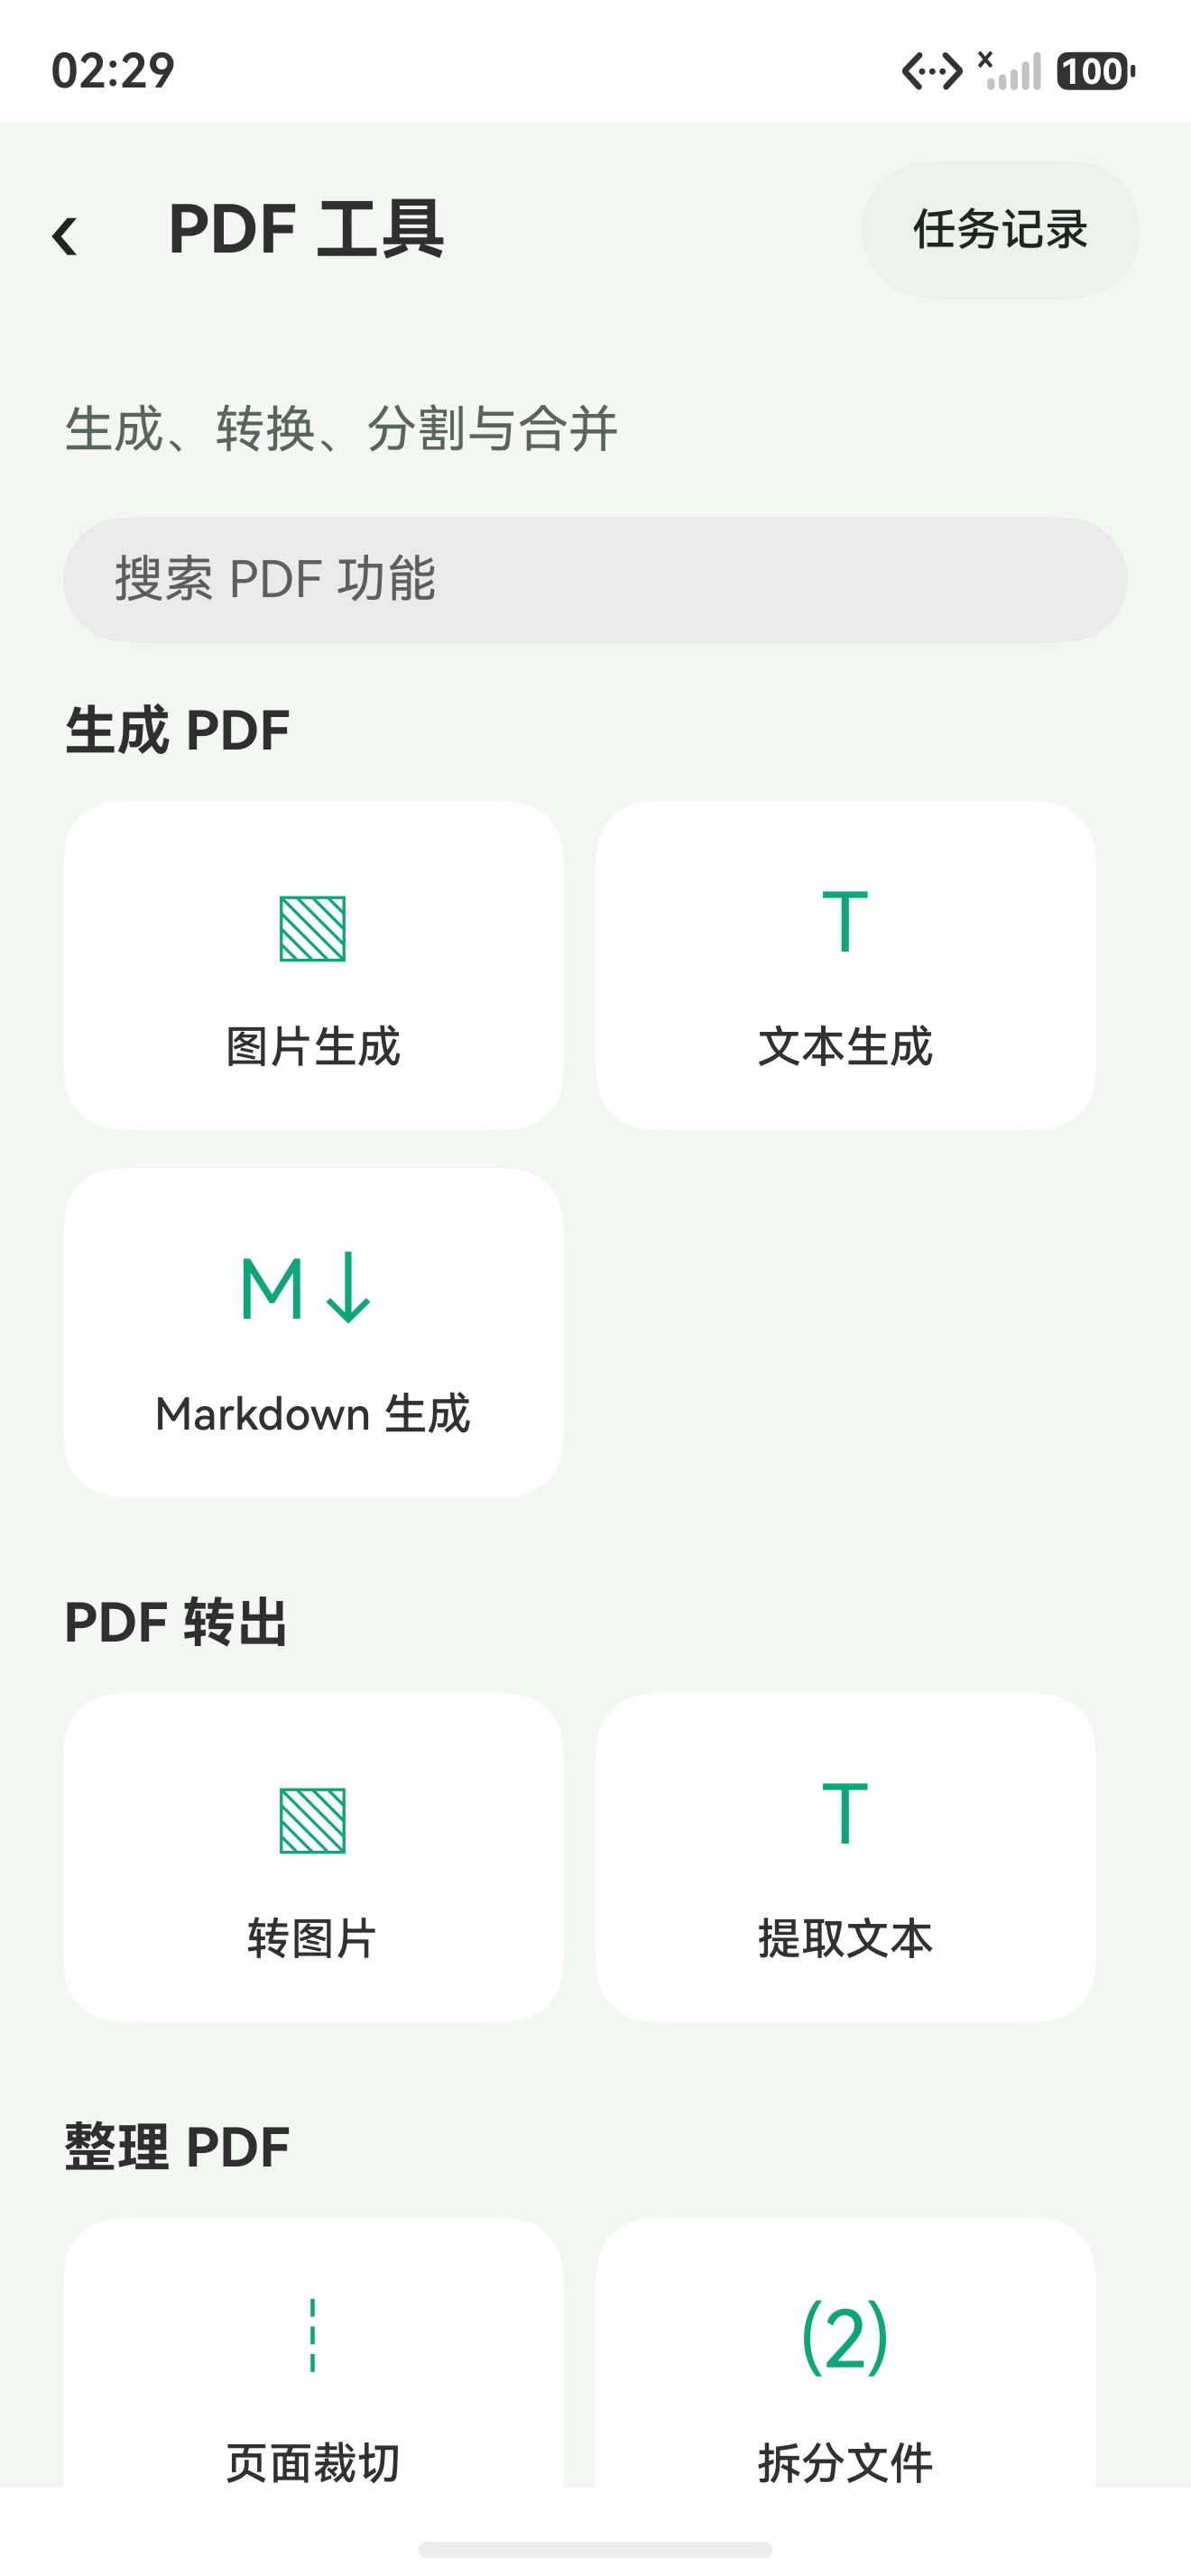 02:29
100
‹ PDF 工具
任务记录
生成、转换、分割与合并
搜索 PDF 功能
生成 PDF
▧ T
图片生成 文本生成
M↓
Markdown 生成
PDF 转出
▧ T
转图片 提取文本
整理 PDF
┆ (2)
页面裁切 拆分文件